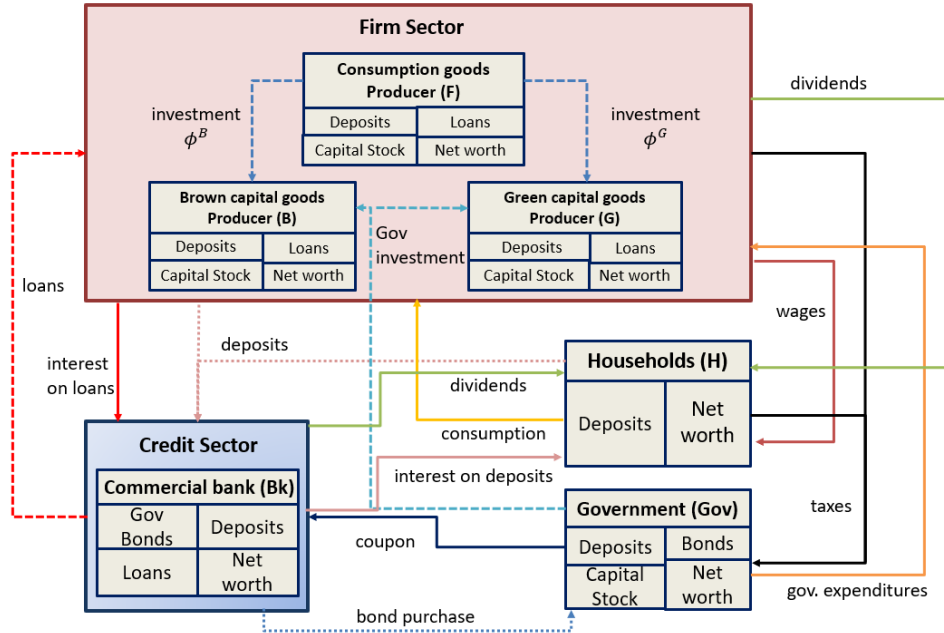 Firm Sector
Consumption goods
Producer (F)
Deposits
Loans
Capital Stock
Net worth
investment
ϕ^B
investment
ϕ^G
dividends
Brown capital goods
Producer (B)
Deposits
Loans
Capital Stock
Net worth
Gov
investment
Green capital goods
Producer (G)
Deposits
Loans
Capital Stock
Net worth
loans
wages
interest
on loans
deposits
dividends
consumption
interest on deposits
Households (H)
Deposits
Net
worth
Credit Sector
Commercial bank (Bk)
Gov
Bonds
Deposits
Loans
Net
worth
coupon
bond purchase
Government (Gov)
Deposits
Bonds
Capital
Stock
Net
worth
taxes
gov. expenditures